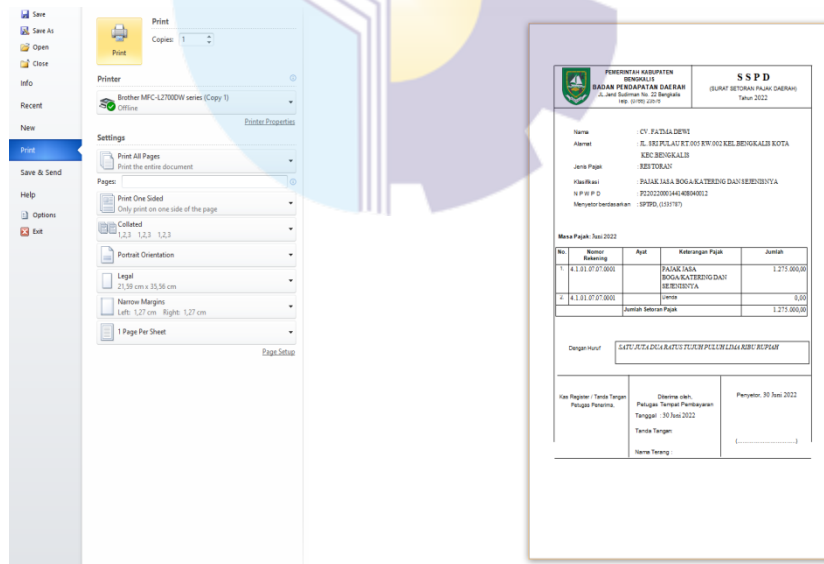 Save
Save As
Open
Close
Info
Recent
New
Print
Save & Send
Help
Options
Exit
Print
Copies: 1
Print
Printer
Brother MFC-L2700DW series (Copy 1)
Offline
Printer Properties
Settings
Print All Pages
Print the entire document
Pages:
Print One Sided
Only print on one side of the page
Collated
1,2,3 1,2,3 1,2,3
Portrait Orientation
Legal
21,59 cm x 35,56 cm
Narrow Margins
Left: 1,27 cm Right: 1,27 cm
1 Page Per Sheet
Page Setup
PEMERINTAH KABUPATEN
BENGKALIS
BADAN PENDAPATAN DAERAH
JL. Jend Sudirman No. 22 Bengkalis
Telp. (0766) 23575
S S P D
(SURAT SETORAN PAJAK DAERAH)
Tahun 2022
Nama : CV. FATMA DEWI
Alamat : JL. SRI PULAU RT.005 RW.002 KEL.BENGKALIS KOTA
KEC.BENGKALIS
Jenis Pajak : RESTORAN
Klasifikasi : PAJAK JASA BOGA/KATERING DAN SEJENISNYA
N P W P D : P220220001441408040012
Menyetor berdasarkan : SPTPD, (1535787)
Masa Pajak: Juni 2022
No. Nomor Rekening Ayat Keterangan Pajak Jumlah
1. 4.1.01.07.07.0001 PAJAK JASA BOGA/KATERING DAN SEJENISNYA 1.275.000,00
2. 4.1.01.07.07.0001 Denda 0,00
Jumlah Setoran Pajak 1.275.000,00
Dengan Huruf SATU JUTA DUA RATUS TUJUH PULUH LIMA RIBU RUPIAH
Kas Register / Tanda Tangan
Petugas Penerima.
Diterima oleh,
Petugas Tempat Pembayaran
Tanggal : 30 Juni 2022
Tanda Tangan
Nama Terang :
Penyetor, 30 Juni 2022
(........................)